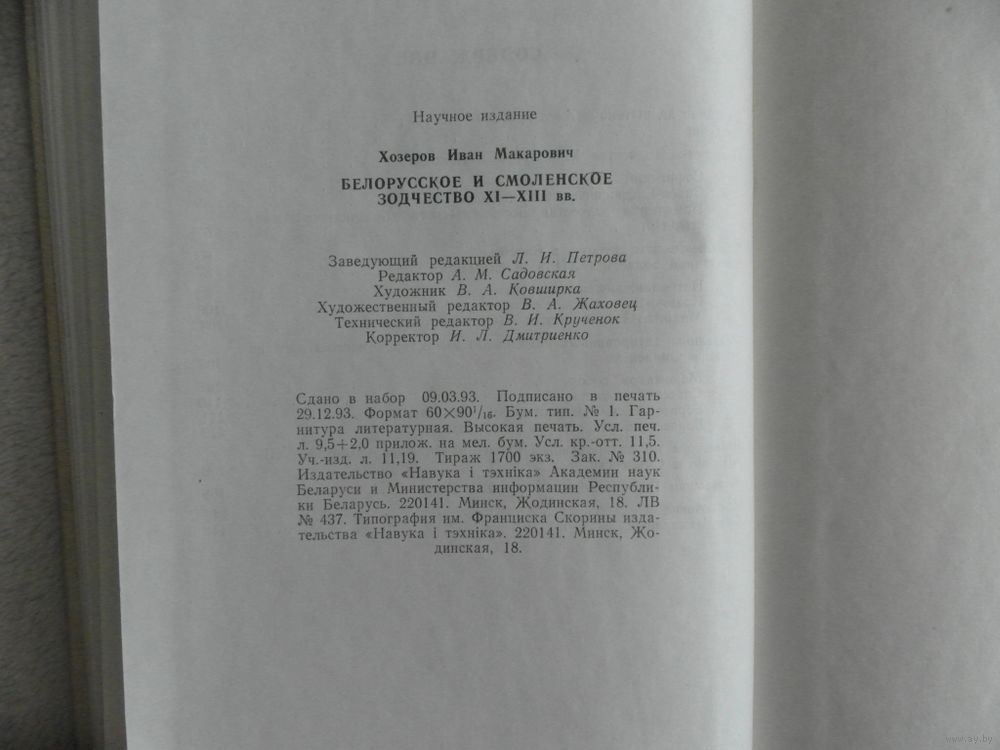 Научное издание
Хозеров Иван Макарович
БЕЛОРУССКОЕ И СМОЛЕНСКОЕ
ЗОДЧЕСТВО XI—XIII вв.
Заведующий редакцией Л. И. Петрова
Редактор А. М. Садовская
Художник В. А. Ковширка
Художественный редактор В. А. Жаховец
Технический редактор В. И. Крученок
Корректор И. Л. Дмитриенко
Сдано в набор 09.03.93. Подписано в печать
29.12.93. Формат 60×90¹/₁₆. Бум. тип. № 1. Гар-
нитура литературная. Высокая печать. Усл. печ.
л. 9,5+2,0 прилож. на мел. бум. Усл. кр.-отт. 11,5.
Уч.-изд. л. 11,19. Тираж 1700 экз. Зак. № 310.
Издательство «Навука і тэхніка» Академии наук
Беларуси и Министерства информации Республи-
ки Беларусь. 220141. Минск, Жодинская, 18. ЛВ
№ 437. Типография им. Франциска Скорины изда-
тельства «Навука і тэхніка». 220141. Минск, Жо-
динская, 18.
www.ay.by